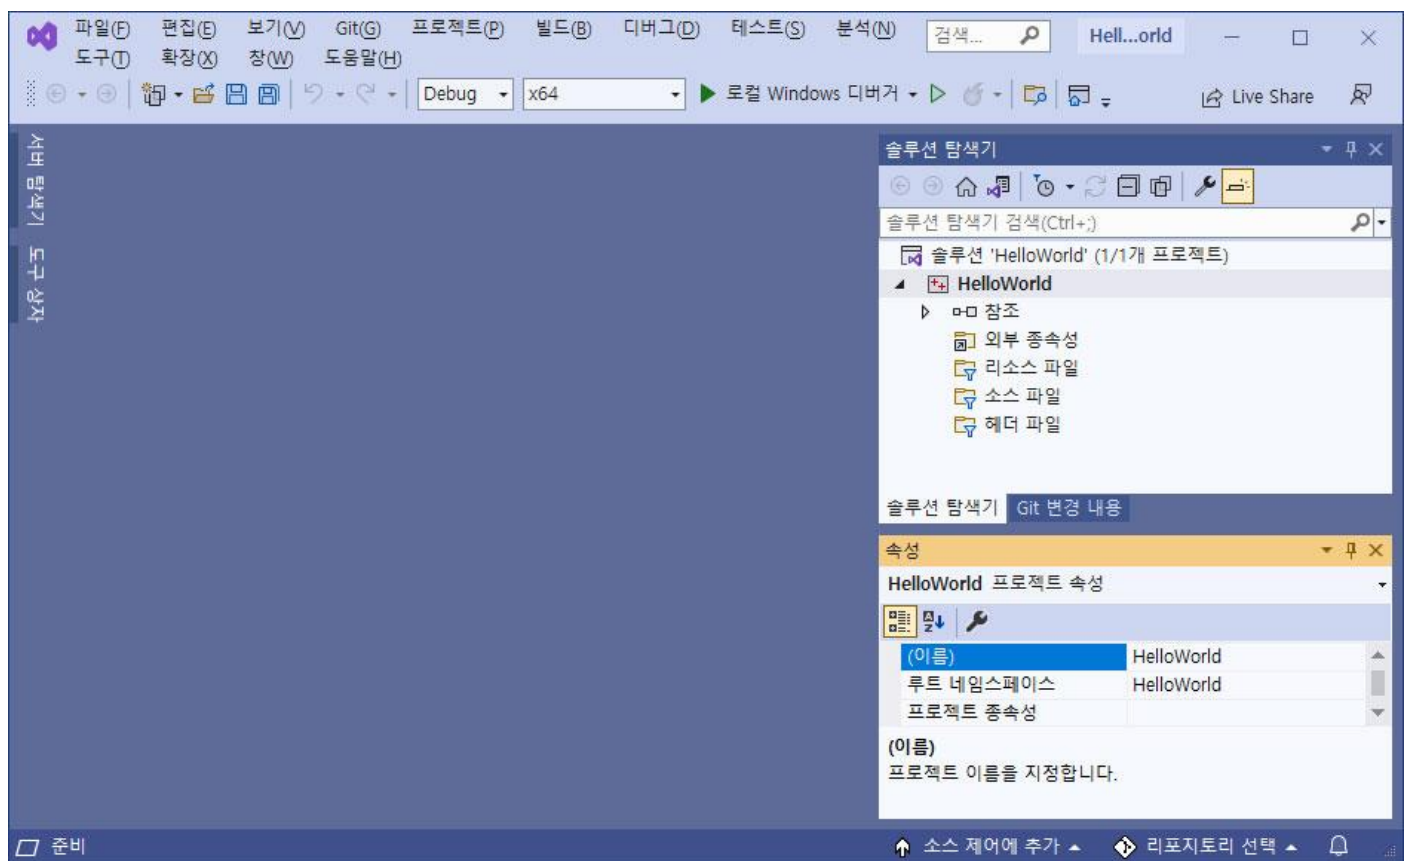 파일(F) 편집(E) 보기(V) Git(G) 프로젝트(P) 빌드(B) 디버그(D) 테스트(S) 분석(N) 검색... Hell...orld
도구(T) 확장(X) 창(W) 도움말(H)
Debug x64 로컬 Windows 디버거 Live Share
서버 탐색기
도구 상자
솔루션 탐색기
솔루션 탐색기 검색(Ctrl+;)
솔루션 'HelloWorld' (1/1개 프로젝트)
HelloWorld
참조
외부 종속성
리소스 파일
소스 파일
헤더 파일
솔루션 탐색기 Git 변경 내용
속성
HelloWorld 프로젝트 속성
(이름) HelloWorld
루트 네임스페이스 HelloWorld
프로젝트 종속성
(이름)
프로젝트 이름을 지정합니다.
준비 소스 제어에 추가 리포지토리 선택